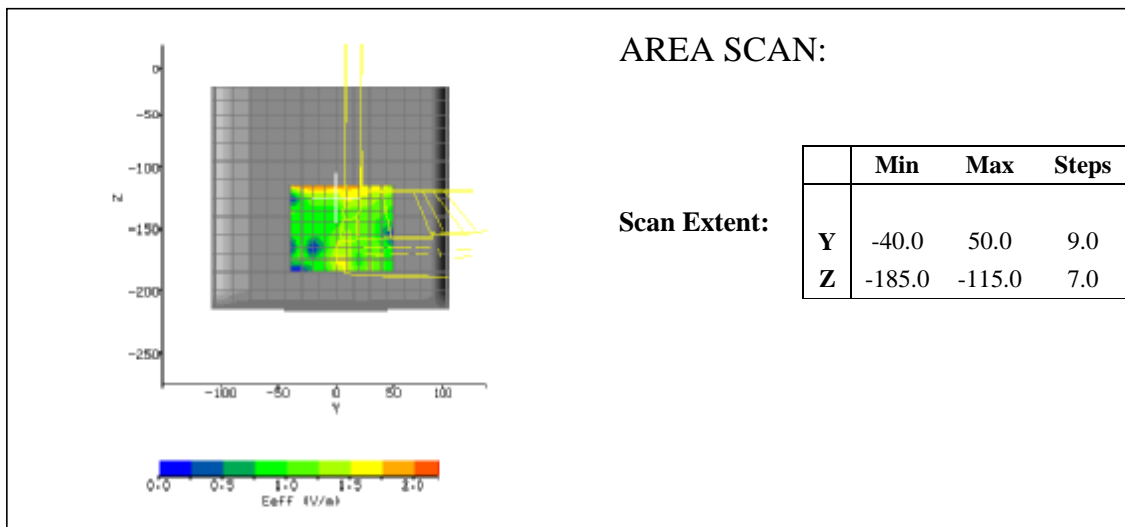 AREA SCAN:
Min Max Steps
Scan Extent:
Y -40.0 50.0 9.0
Z -185.0 -115.0 7.0
0
-50
-100
-150
-200
-250
Z
-100 -50 0 50 100
Y
0.0 0.5 1.0 1.5 2.0
Eeff (V/m)